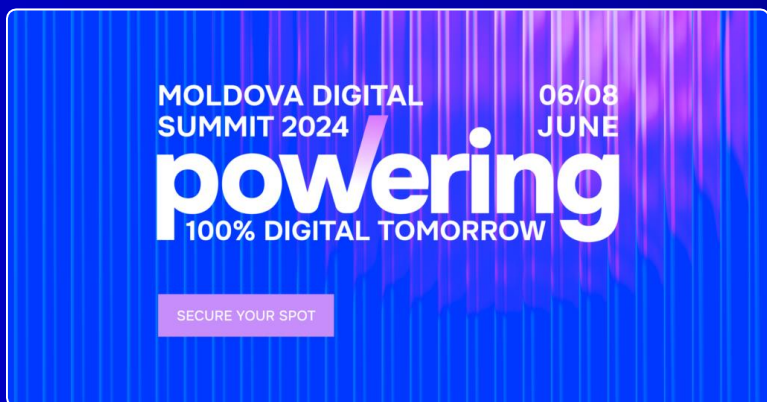 MOLDOVA DIGITAL
SUMMIT 2024
06/08
JUNE
powering
100% DIGITAL TOMORROW
SECURE YOUR SPOT